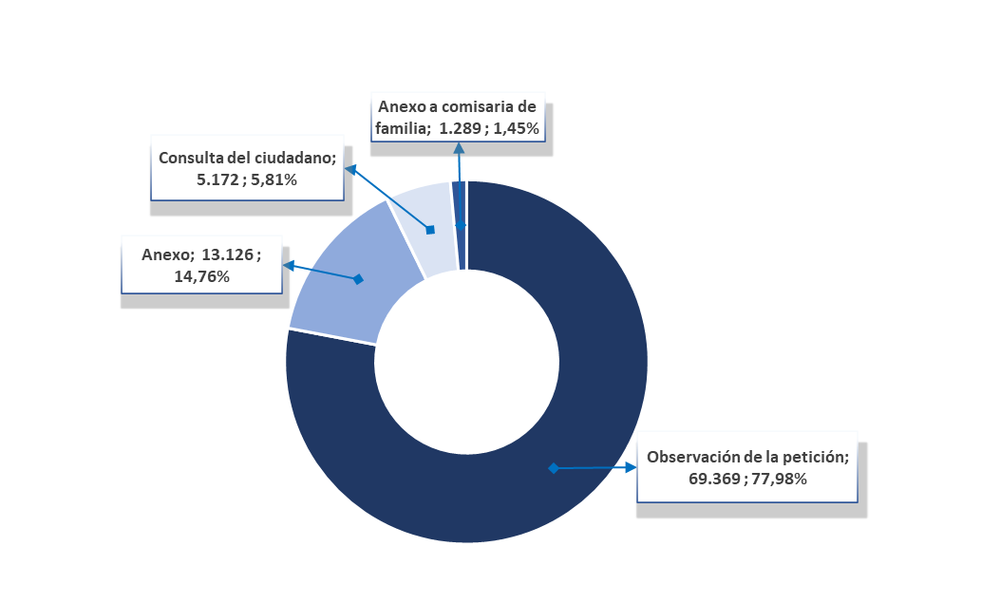 Anexo a comisaria de
familia; 1.289 ; 1,45%
Consulta del ciudadano;
5.172 ; 5,81%
Anexo; 13.126 ;
14,76%
Observación de la petición;
69.369 ; 77,98%